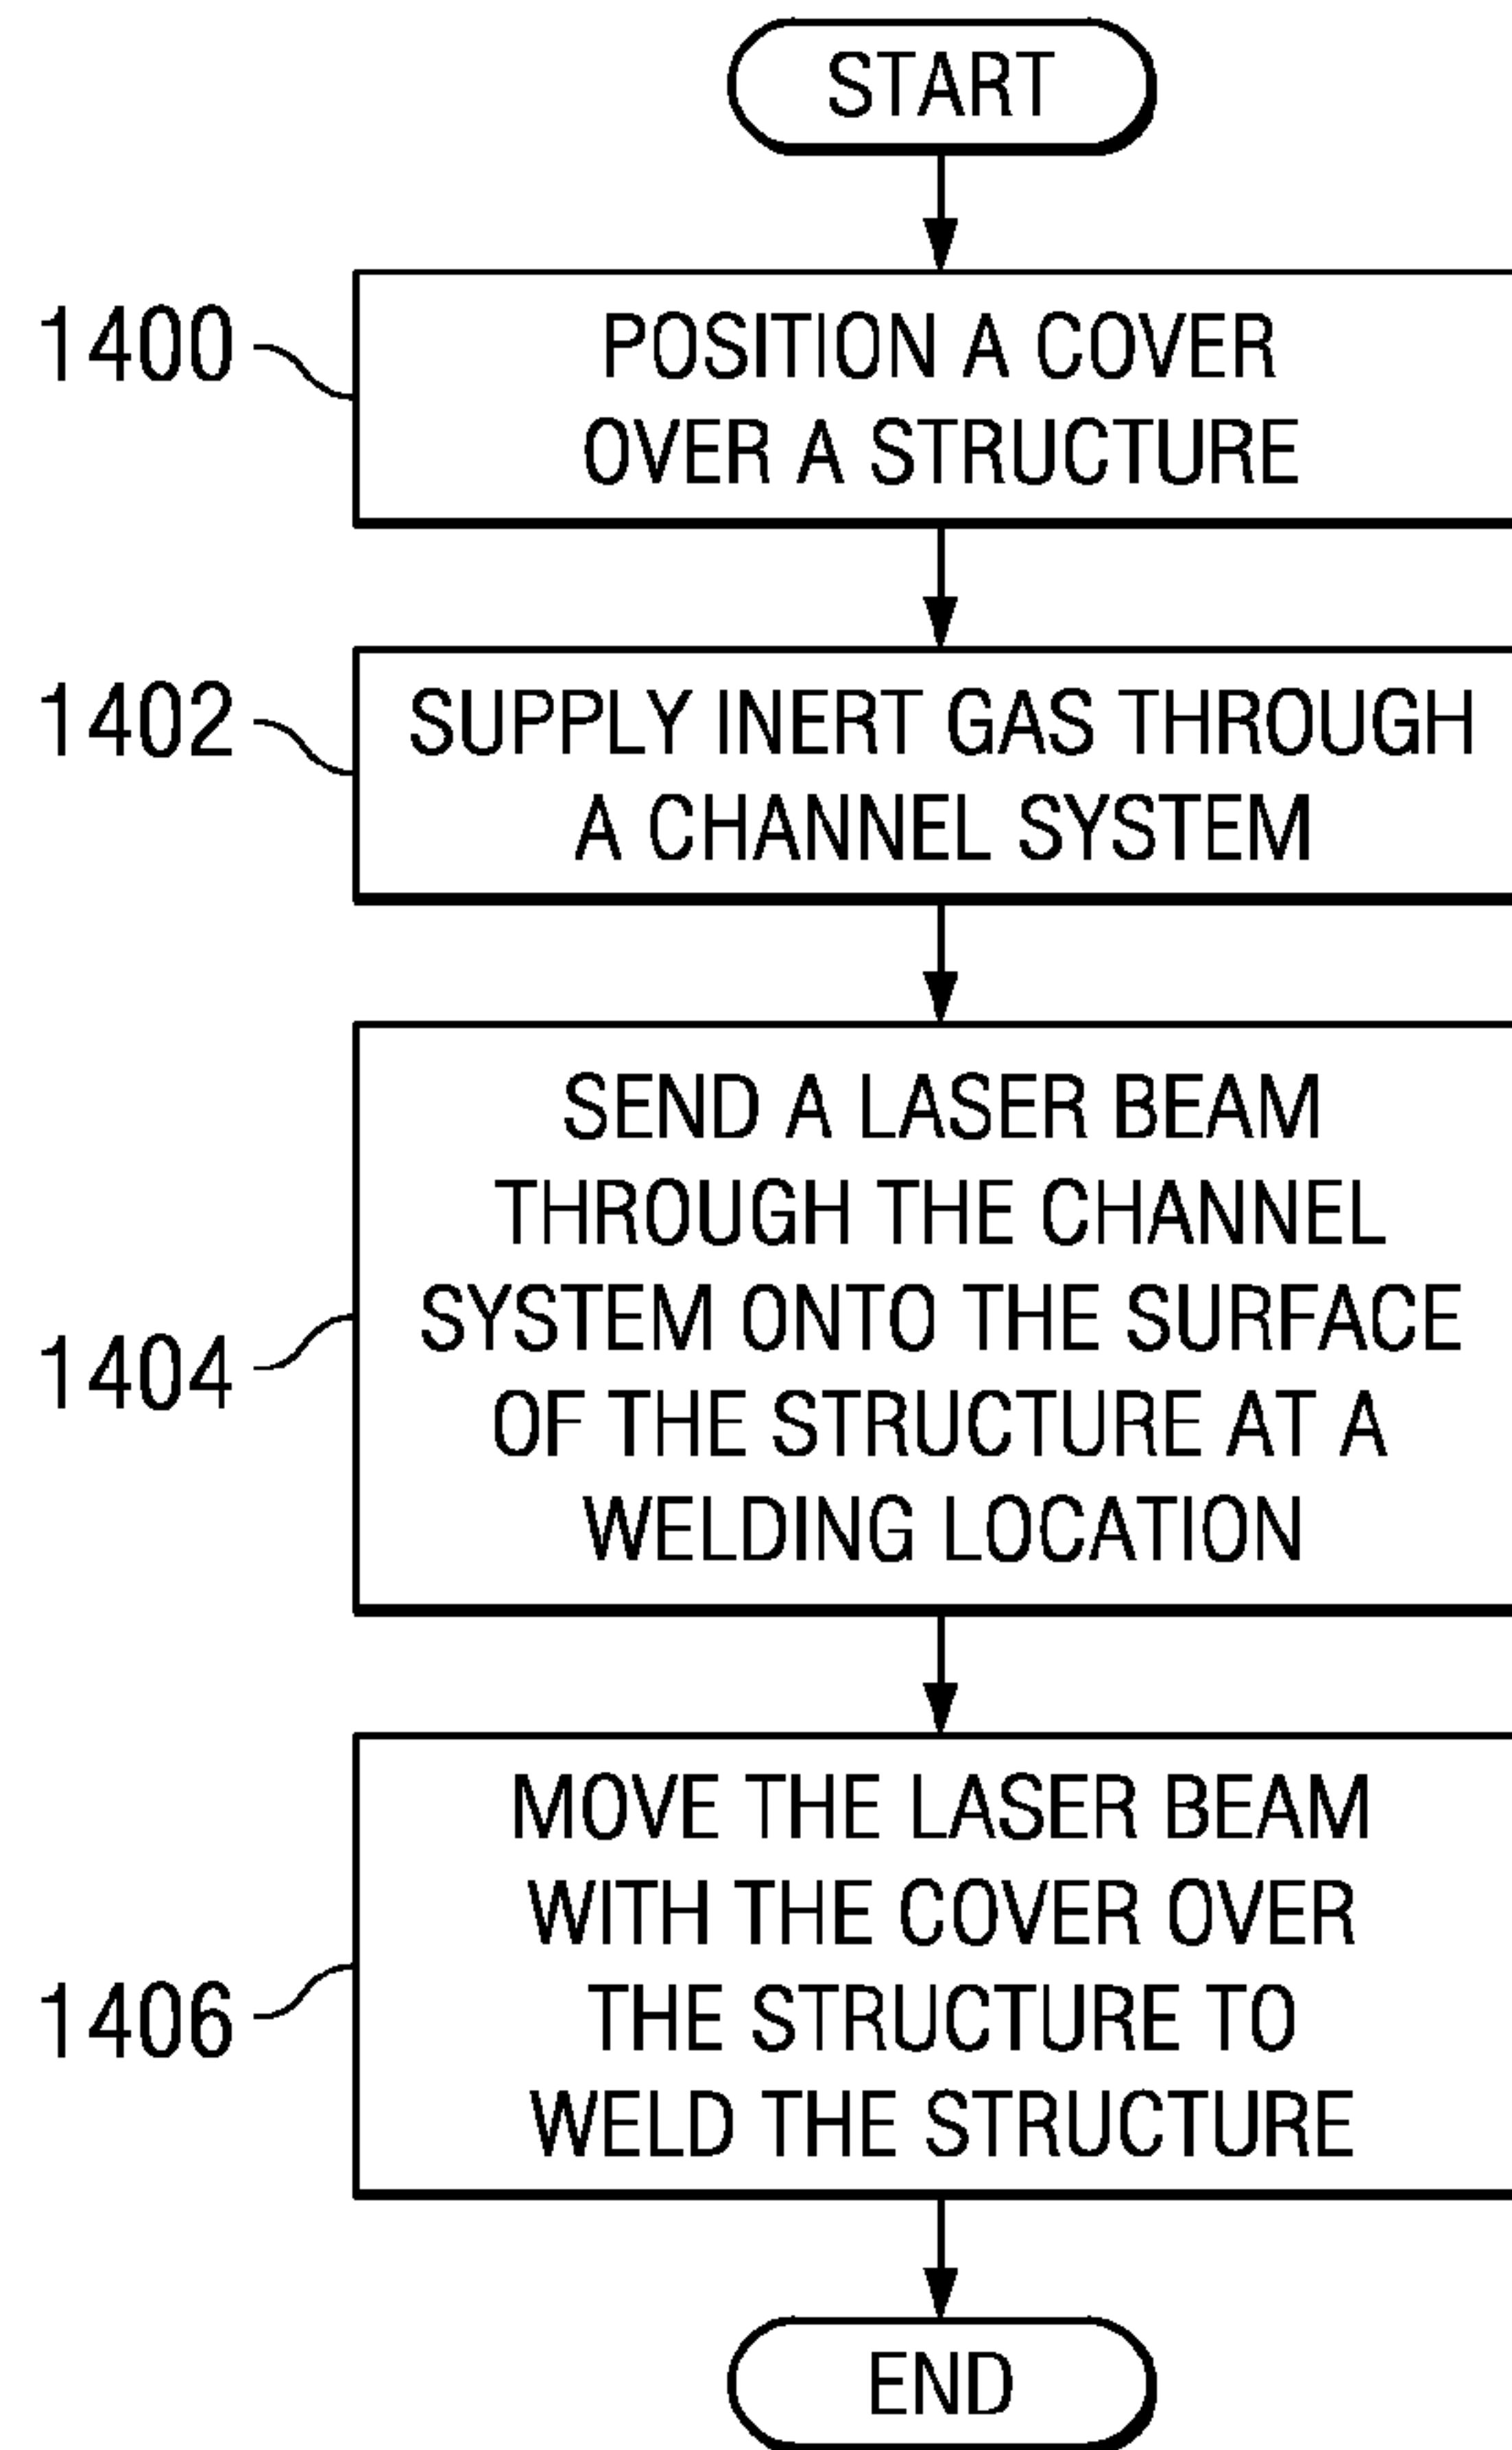 START
1400
POSITION A COVER
OVER A STRUCTURE
1402
SUPPLY INERT GAS THROUGH
A CHANNEL SYSTEM
1404
SEND A LASER BEAM
THROUGH THE CHANNEL
SYSTEM ONTO THE SURFACE
OF THE STRUCTURE AT A
WELDING LOCATION
1406
MOVE THE LASER BEAM
WITH THE COVER OVER
THE STRUCTURE TO
WELD THE STRUCTURE
END